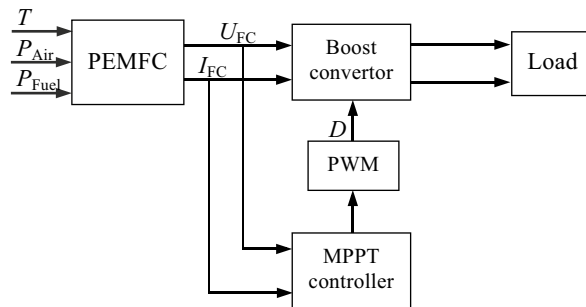 T
P_Air
P_Fuel
PEMFC
U_FC
I_FC
Boost
convertor
Load
D
PWM
MPPT
controller